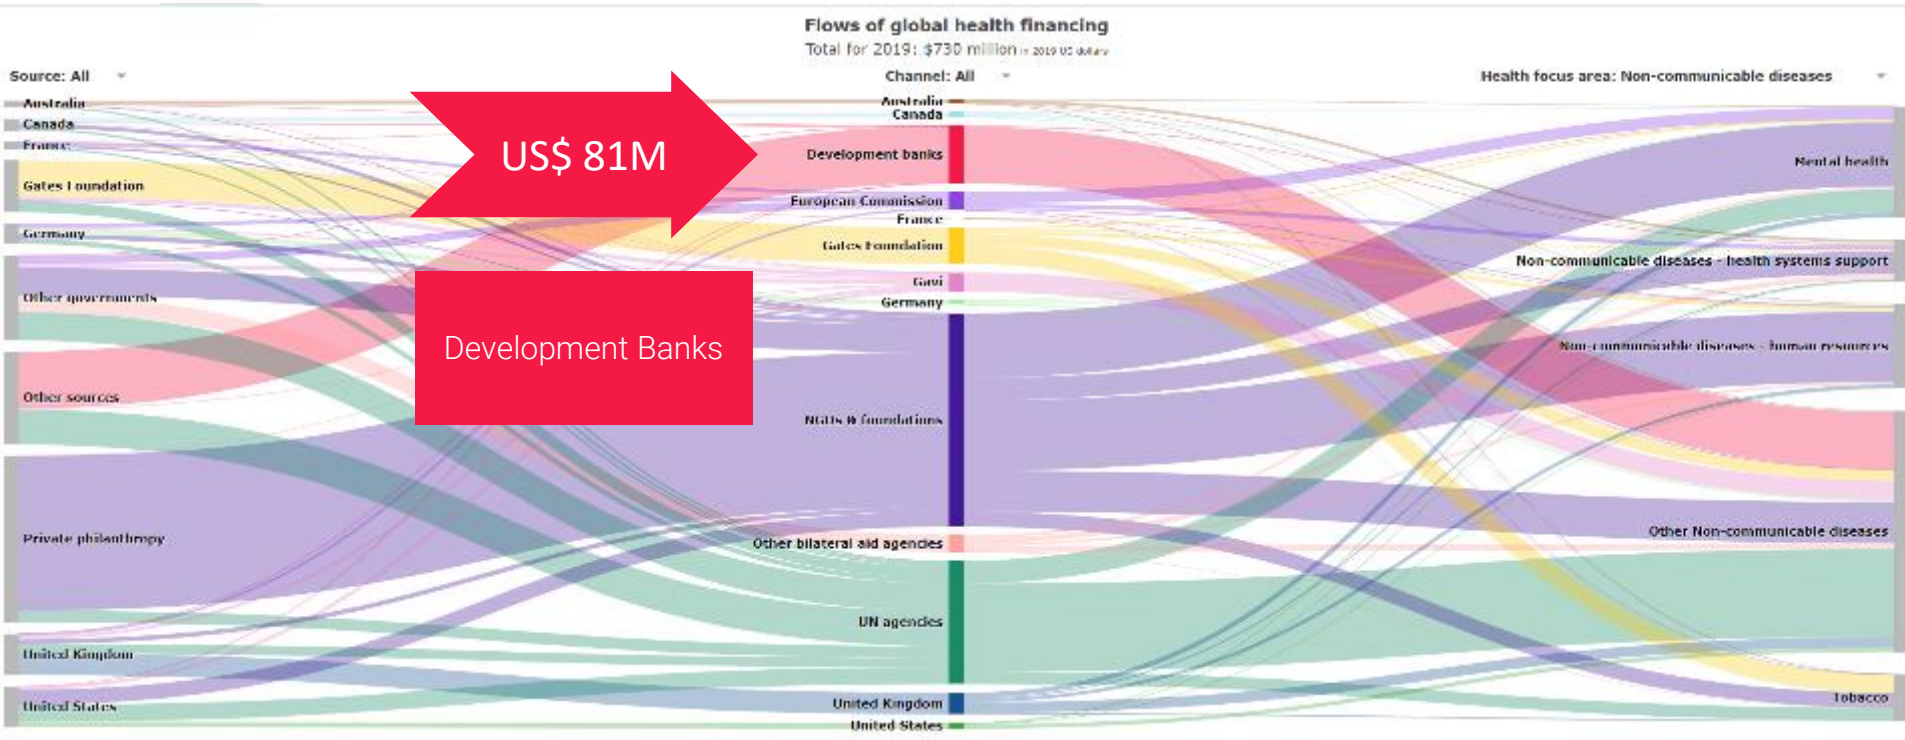 Flows of global health financing
Total for 2019: $730 million in 2019 US dollars
Source: All
Channel: All
Health focus area: Non-communicable diseases
Australia
Canada
France
Gates Foundation
Germany
Other governments
Other sources
Private philanthropy
United Kingdom
United States
US$ 81M
Development Banks
Australia
Canada
Development banks
European Commission
France
Gates Foundation
Gavi
Germany
NGOs & foundations
Other bilateral aid agencies
UN agencies
United Kingdom
United States
Mental health
Non-communicable diseases - health systems support
Non-communicable diseases - human resources
Other Non-communicable diseases
Tobacco